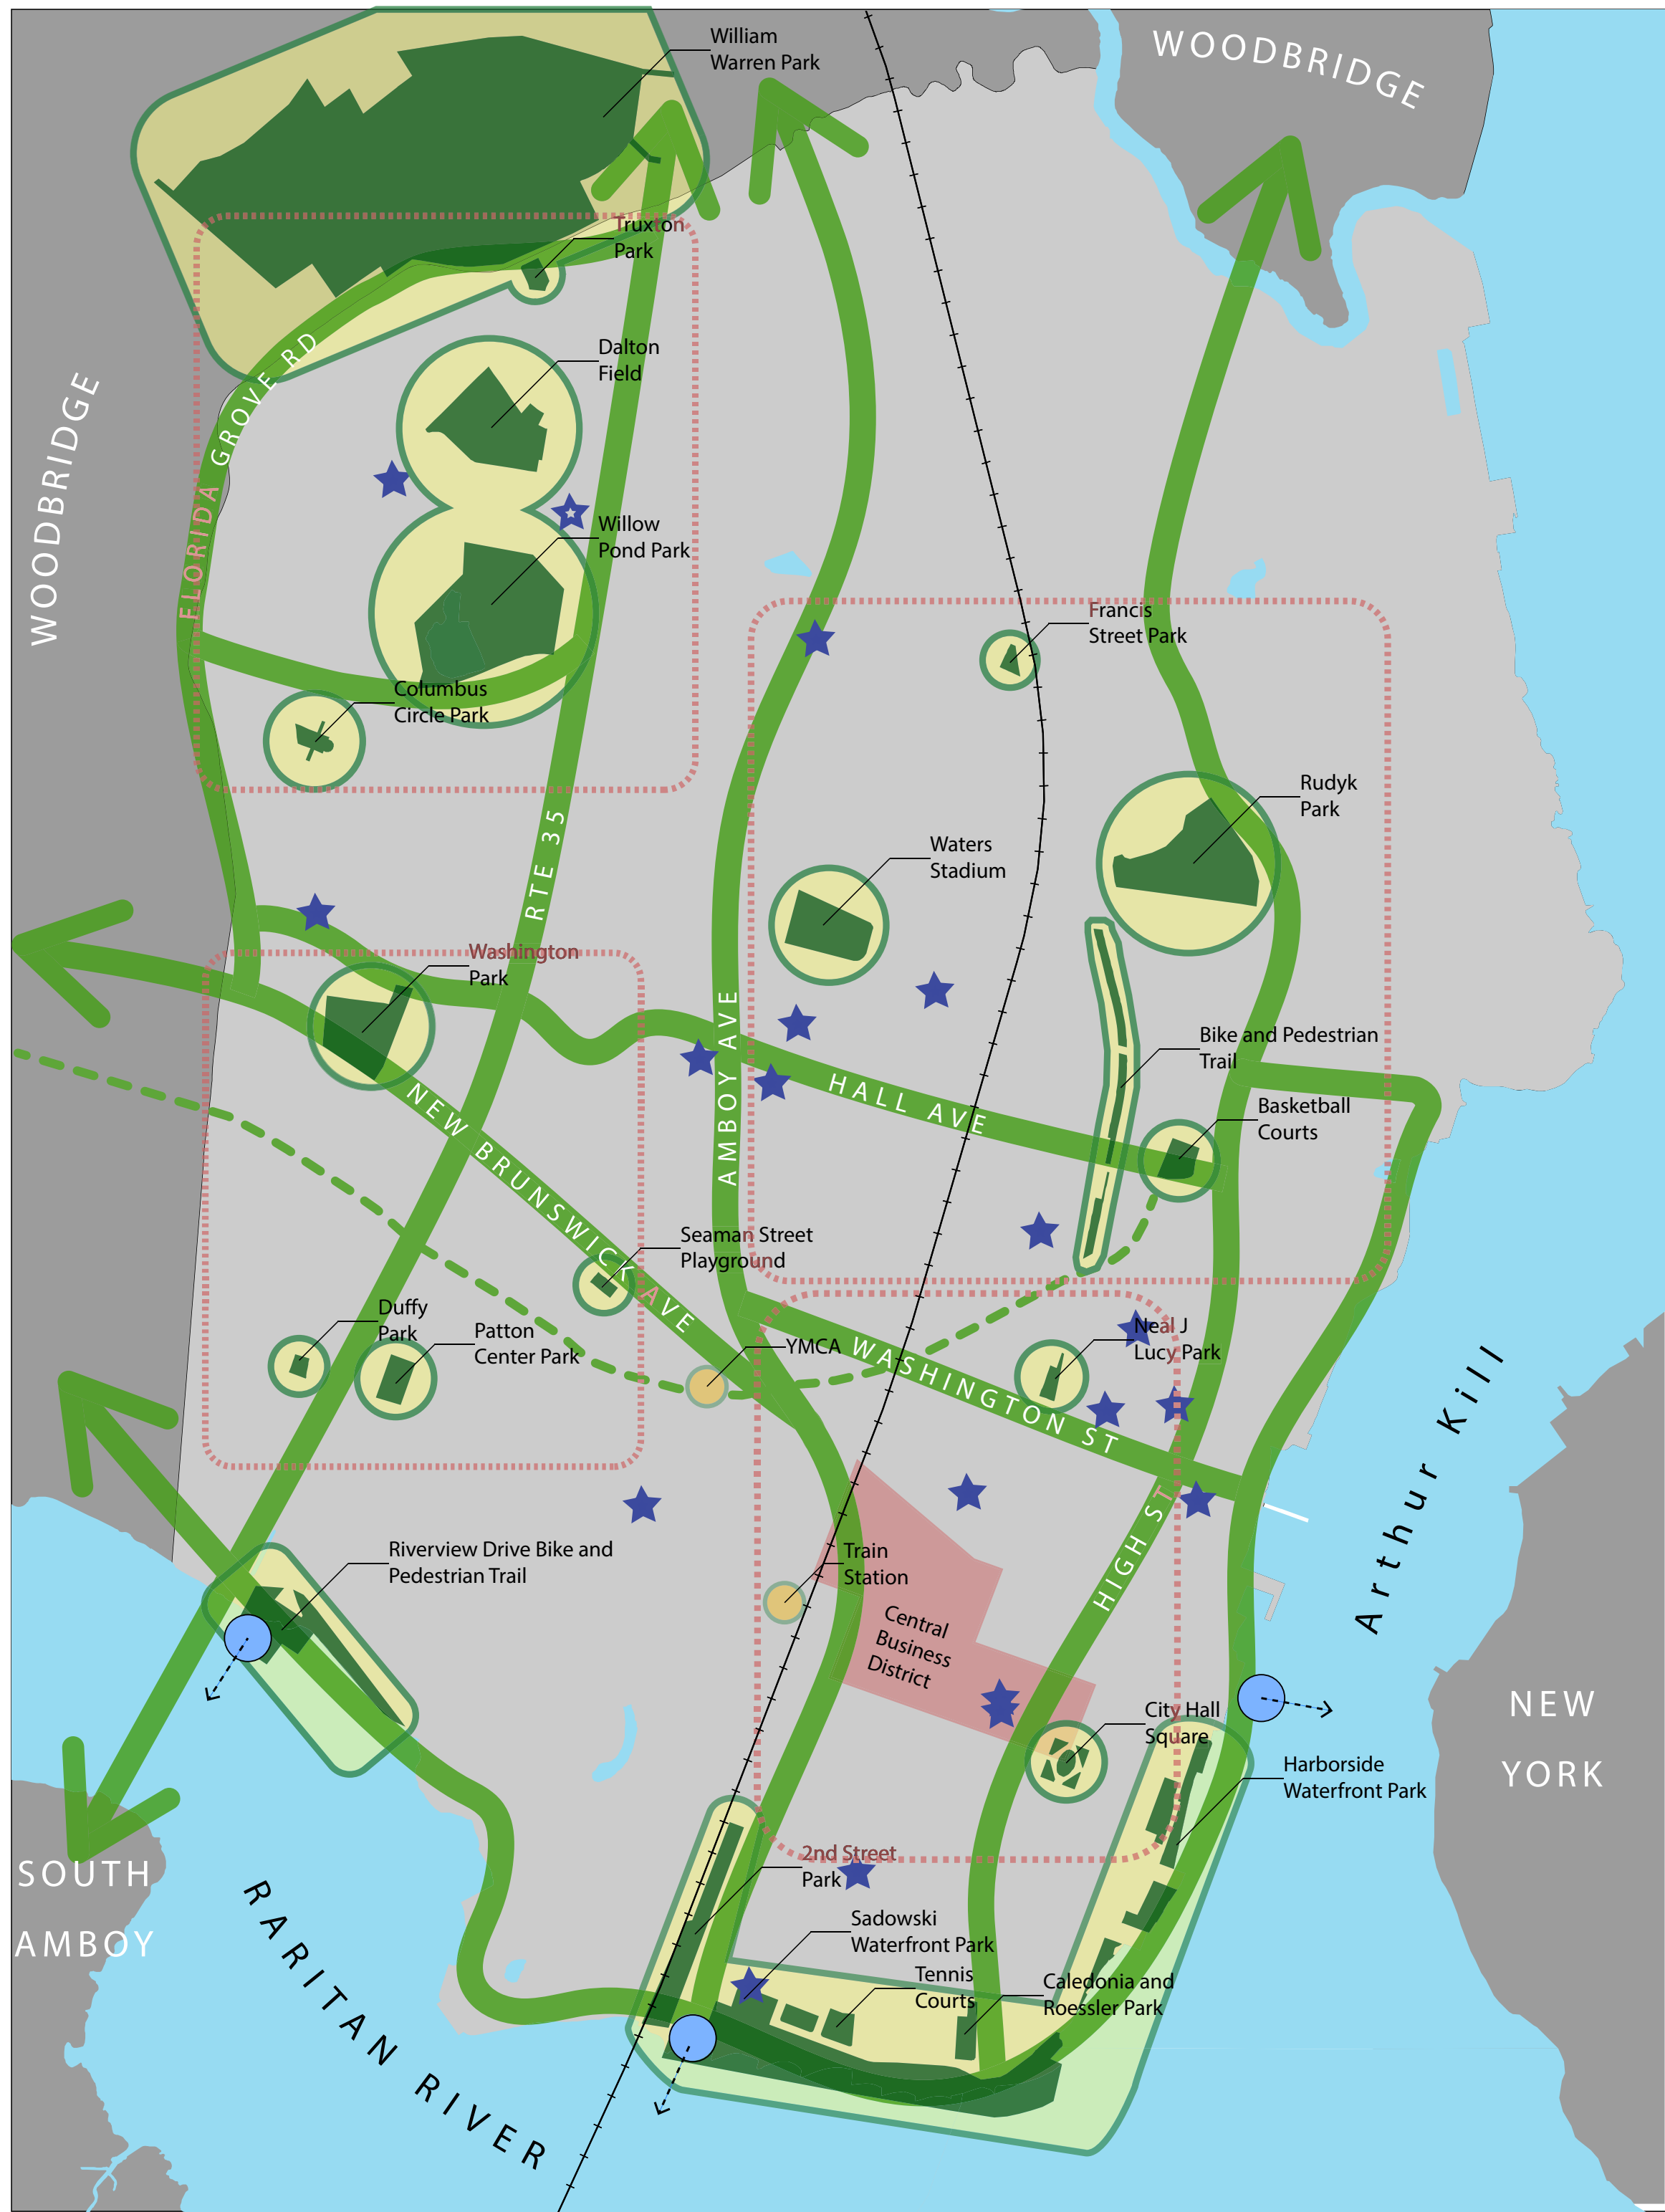 William
Warren Park
WOODBRIDGE
Truxton
Park
Dalton
Field
FLORIDA GROVE RD
WOODBRIDGE
Willow
Pond Park
Francis
Street Park
Columbus
Circle Park
Rudyk
Park
RTE 35
Waters
Stadium
Washington
Park
AMBOY AVE
HALL AVE
Bike and Pedestrian
Trail
Basketball
Courts
NEW BRUNSWICK AVE
Seaman Street
Playground
Duffy
Park
Patton
Center Park
YMCA
WASHINGTON ST
Neal J
Lucy Park
Arthur Kill
HIGH ST
Riverview Drive Bike and
Pedestrian Trail
Train
Station
Central
Business
District
City Hall
Square
NEW
YORK
Harborside
Waterfront Park
SOUTH
AMBOY
RARITAN RIVER
2nd Street
Park
Sadowski
Waterfront Park
Tennis
Courts
Caledonia and
Roessler Park